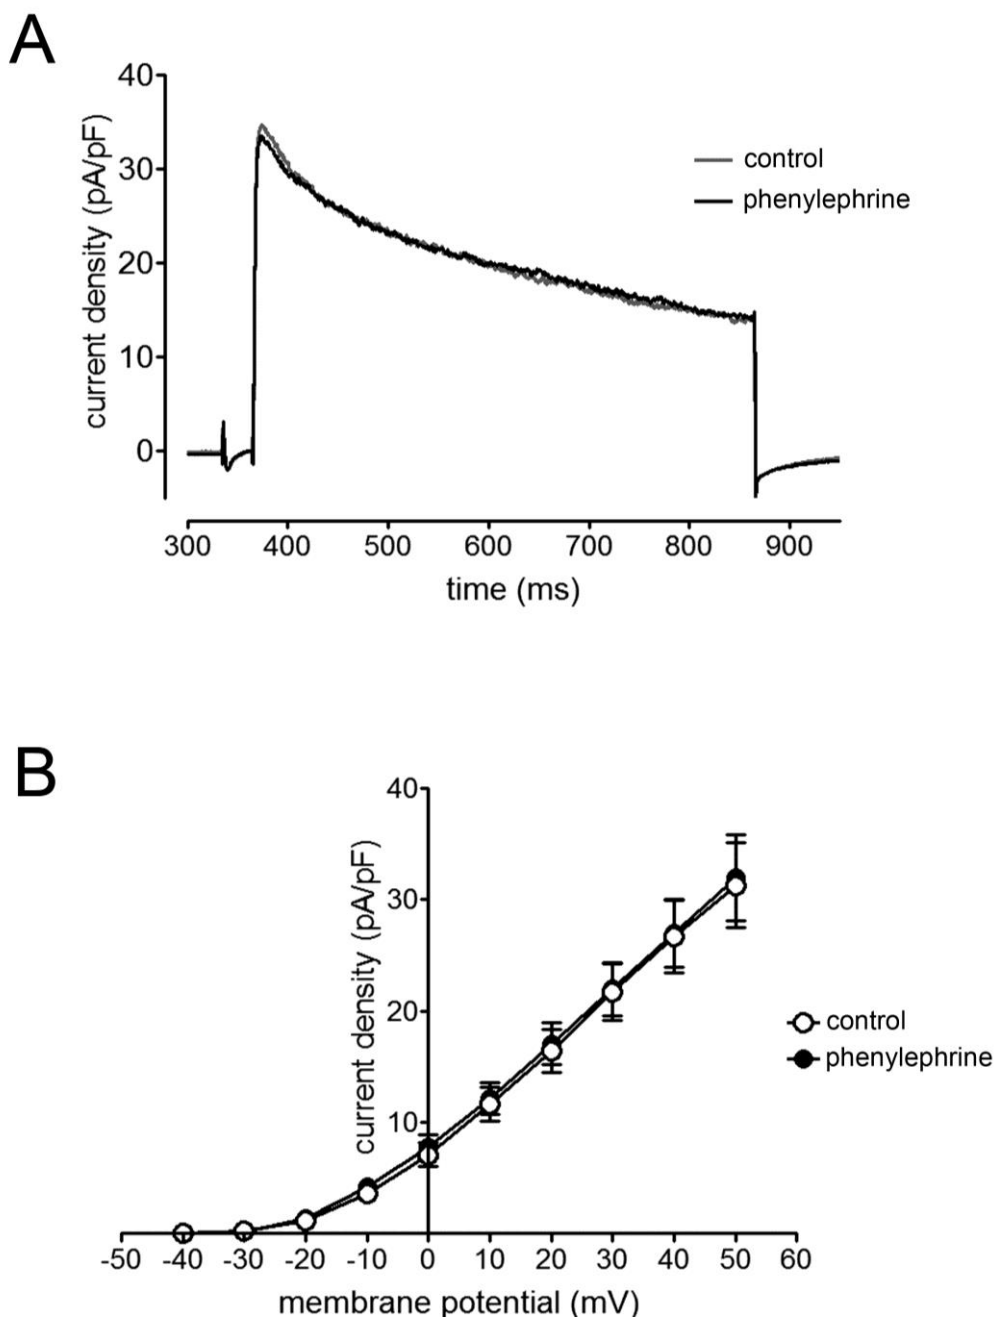 A
40
30
20
10
0
current density (pA/pF)
control
phenylephrine
300 400 500 600 700 800 900
time (ms)
B
40
30
20
10
current density (pA/pF)
control
phenylephrine
-50 -40 -30 -20 -10 0 10 20 30 40 50 60
membrane potential (mV)